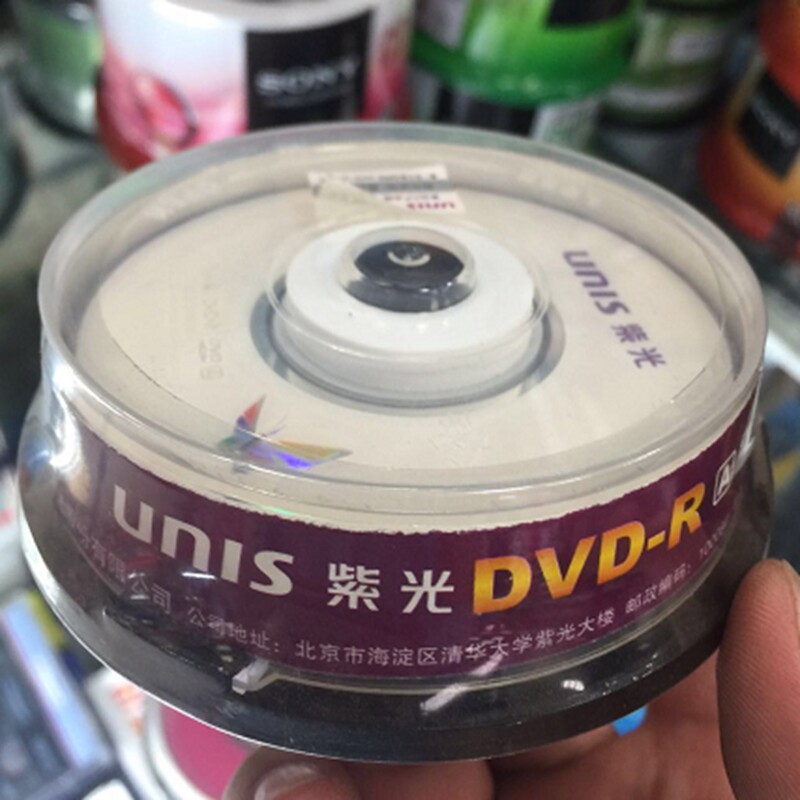 SONY
unis
unis 紫光
unis 紫光 DVD-R A
有限公司 公司地址：北京市海淀区清华大学紫光大楼 邮政编码：